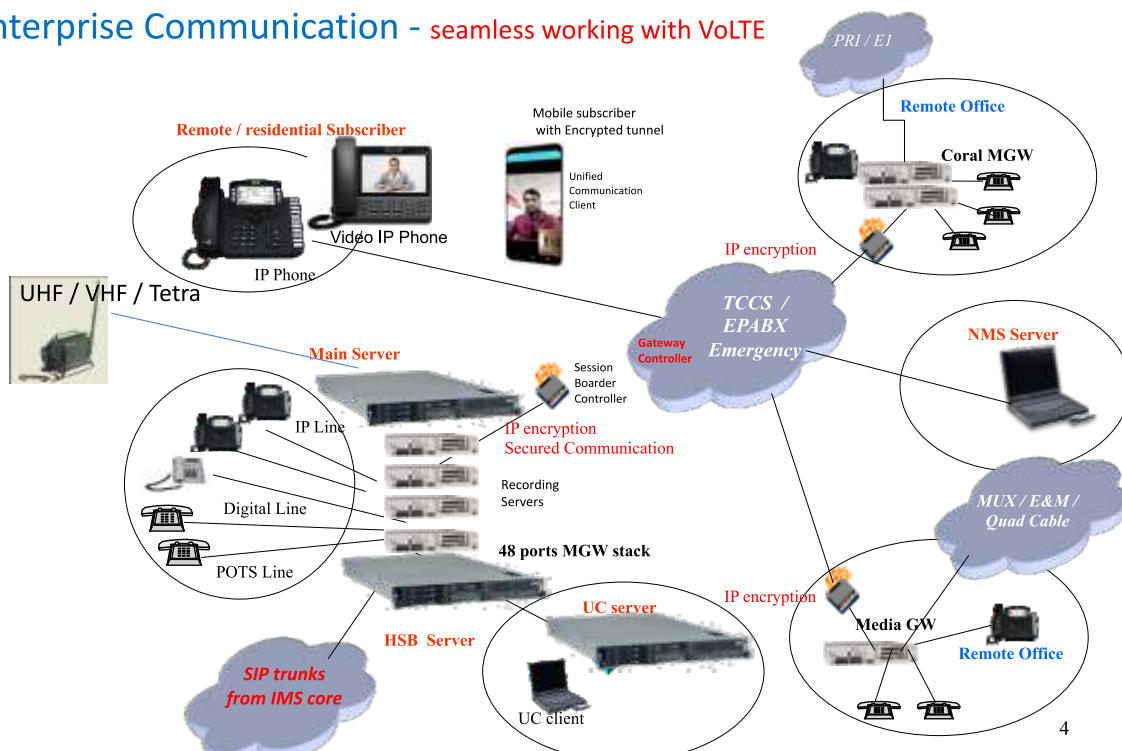 nterprise Communication - seamless working with VoLTE
PRI / E1
Remote Office
Coral MGW
Remote / residential Subscriber
Mobile subscriber
with Encrypted tunnel
Unified
Communication
Client
Video IP Phone
IP Phone
IP encryption
UHF / VHF / Tetra
TCCS /
EPABX
Emergency
Gateway
Controller
NMS Server
Main Server
Session
Boarder
Controller
IP Line
IP encryption
Secured Communication
Recording
Servers
Digital Line
POTS Line
48 ports MGW stack
MUX / E&M /
Quad Cable
IP encryption
Media GW
Remote Office
UC server
HSB Server
SIP trunks
from IMS core
UC client
4